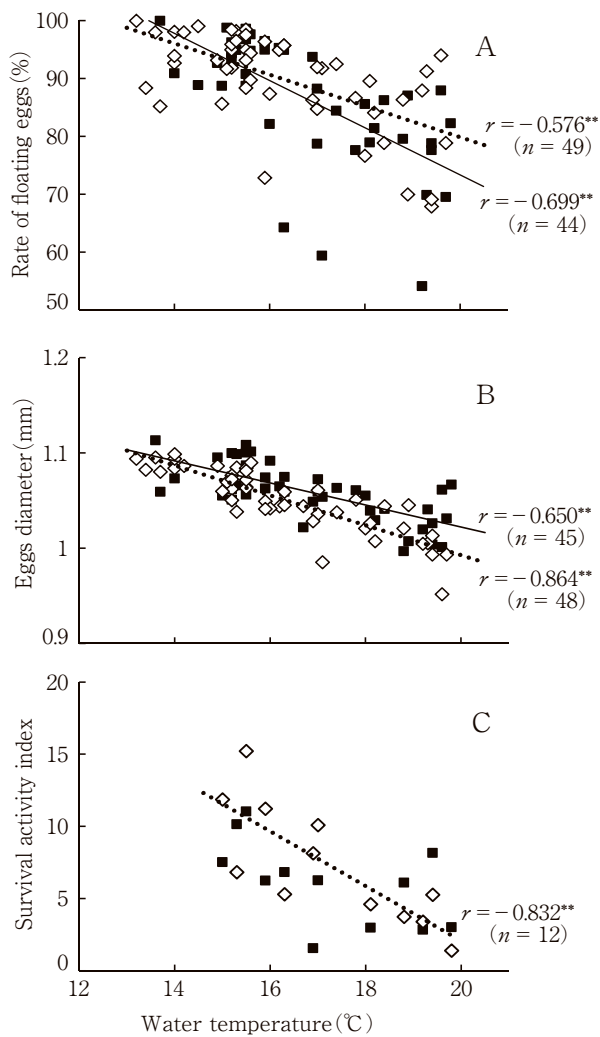 100
90
80
70
60
50
Rate of floating eggs(%)
A
r=−0.576**
(n = 49)
r=−0.699**
(n = 44)
1.2
1.1
1
0.9
Eggs diameter(mm)
B
r=−0.650**
(n = 45)
r=−0.864**
(n = 48)
20
15
10
5
0
Survival activity index
C
r=−0.832**
(n = 12)
12 14 16 18 20
Water temperature(℃)